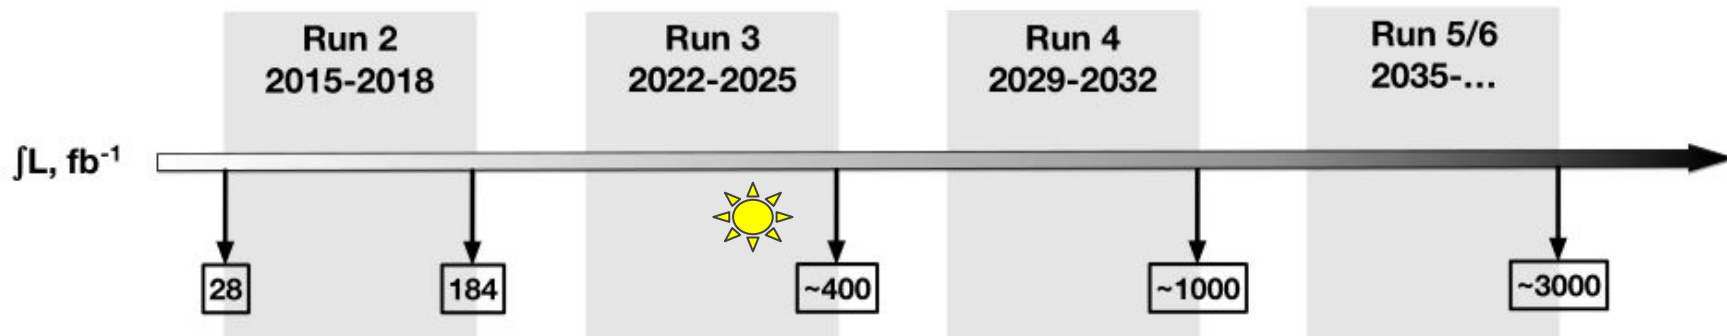 Run 2
2015-2018
Run 3
2022-2025
Run 4
2029-2032
Run 5/6
2035-...
∫L, fb⁻¹
28
184
~400
~1000
~3000